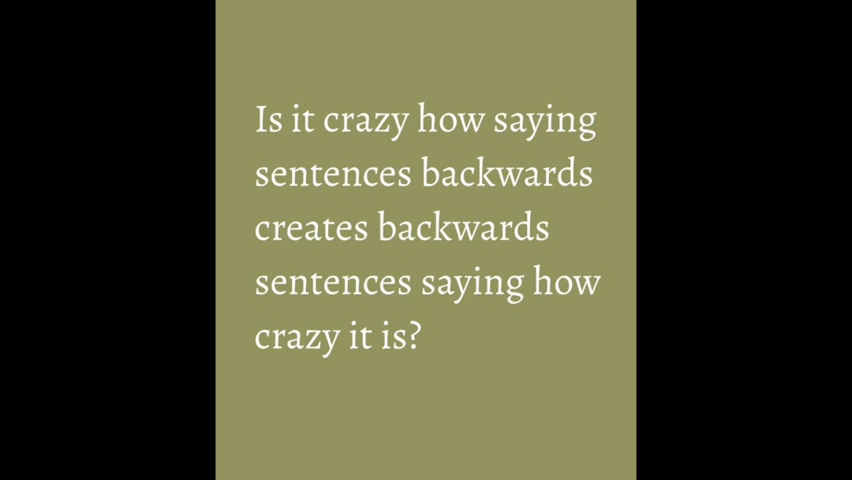 Is it crazy how saying
sentences backwards
creates backwards
sentences saying how
crazy it is?